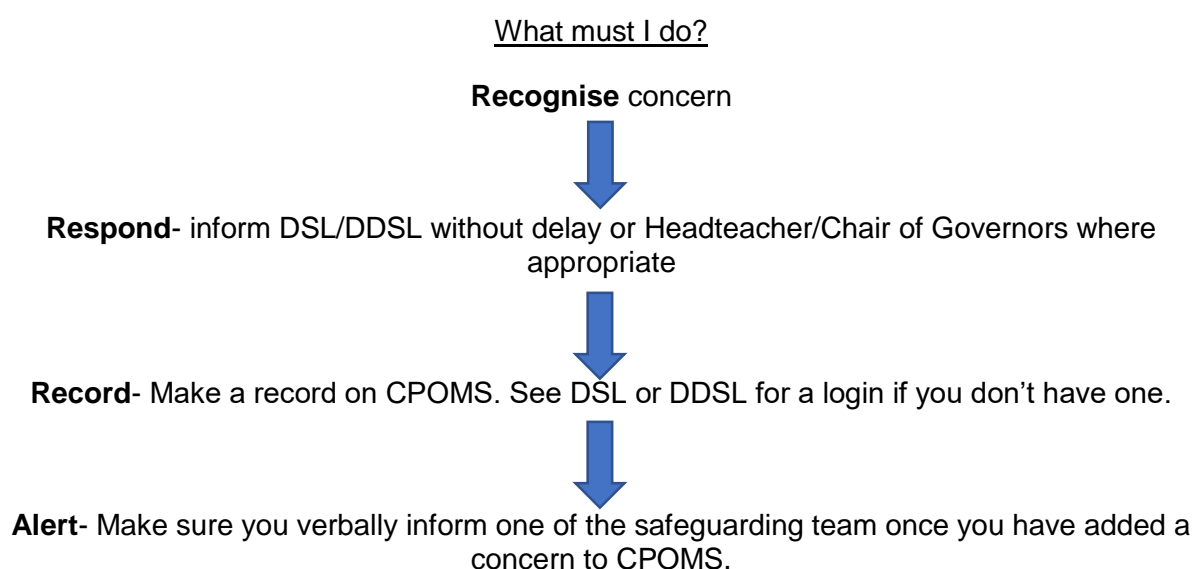 What must I do?
Recognise concern
Respond- inform DSL/DDSL without delay or Headteacher/Chair of Governors where
appropriate
Record- Make a record on CPOMS. See DSL or DDSL for a login if you don’t have one.
Alert- Make sure you verbally inform one of the safeguarding team once you have added a
concern to CPOMS.